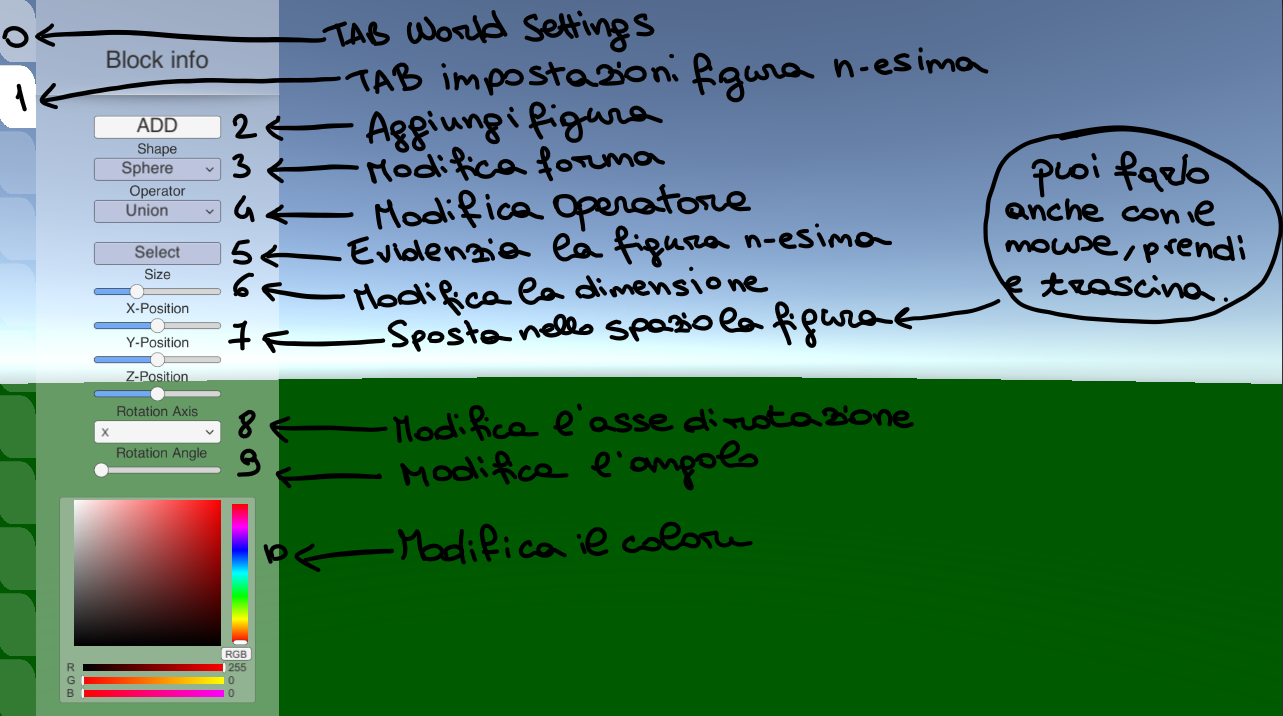 0 TAB World Settings
Block info
TAB impostazioni figura n-esima
1
ADD 2 Aggiungi figura
Shape
Sphere 3 Modifica forma
Operator
Union 4 Modifica Operatore
Select 5 Evidenzia la figura n-esima
Size
6 Modifica la dimensione
X-Position
7 Sposta nello spazio la figura
Y-Position
Z-Position
puoi farlo
anche con il
mouse, prendi
e trascina.
Rotation Axis
x 8 Modifica l'asse di rotazione
Rotation Angle
9 Modifica l'angolo
10 Modifica il colore
RGB
R 255
G 0
B 0